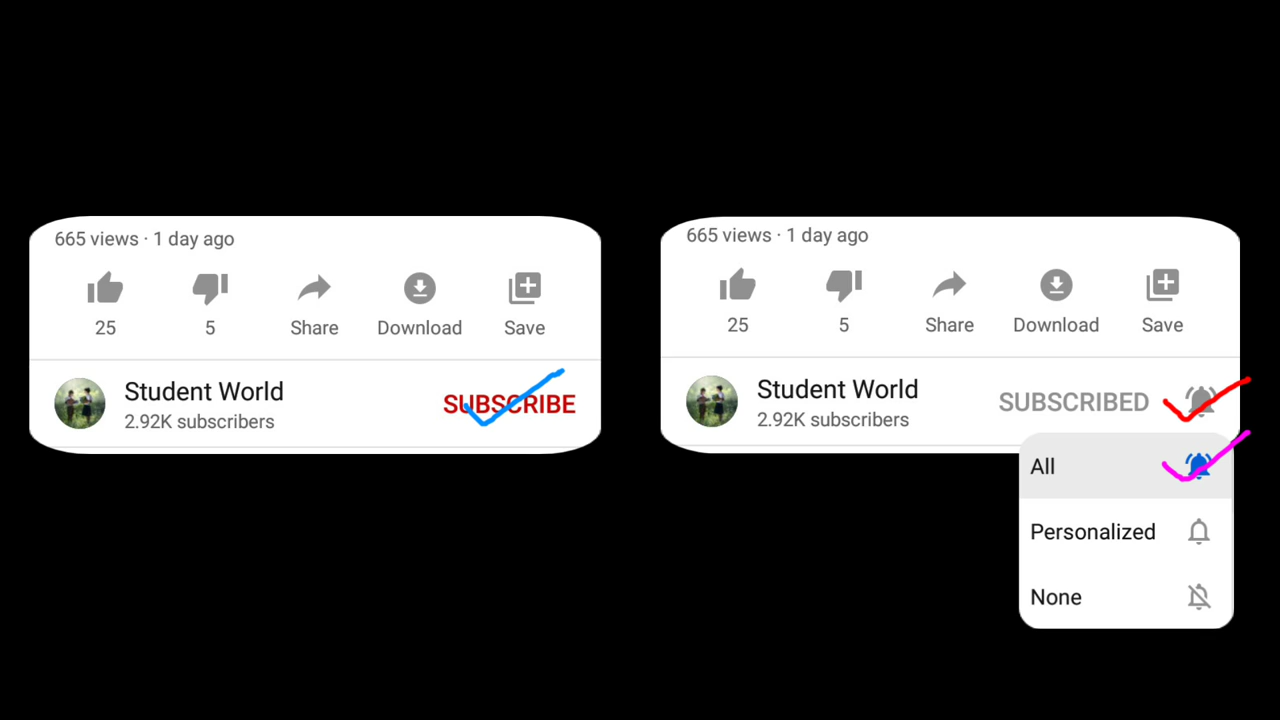 665 views · 1 day ago
25 5 Share Download Save
Student World
SUBSCRIBE
2.92K subscribers
665 views · 1 day ago
25 5 Share Download Save
Student World
SUBSCRIBED
2.92K subscribers
All
Personalized
None